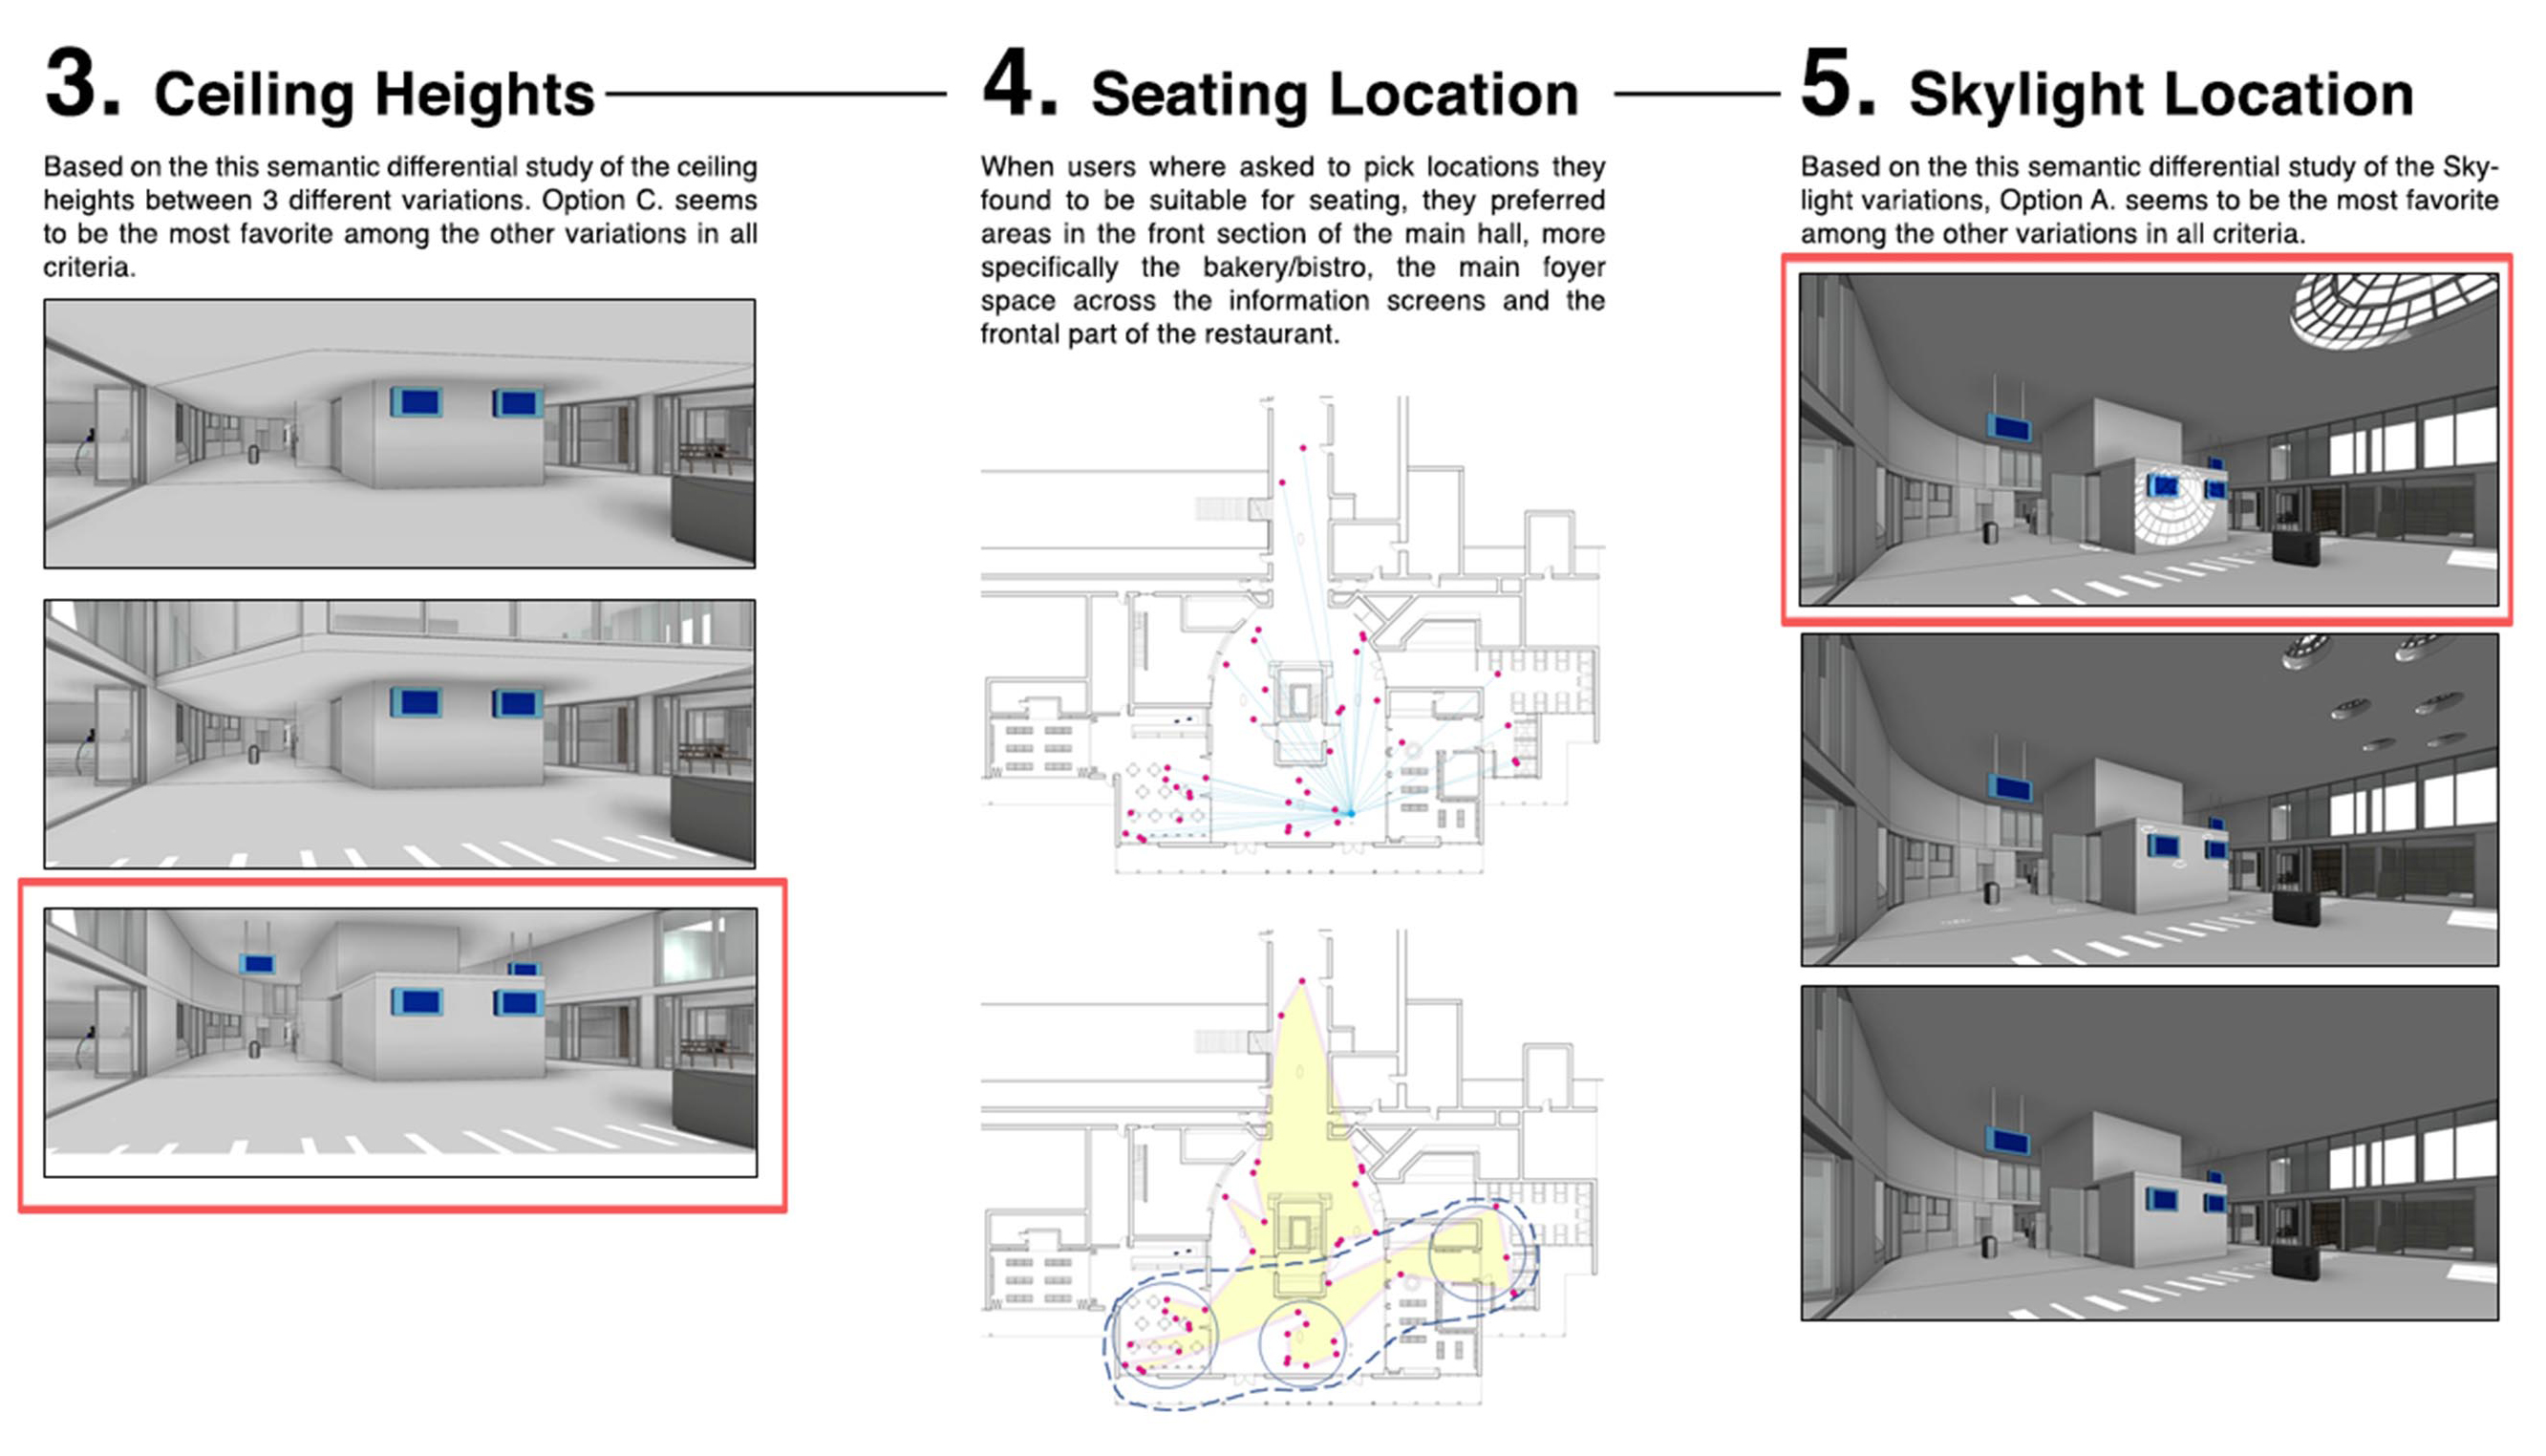 3. Ceiling Heights
Based on the this semantic differential study of the ceiling
heights between 3 different variations. Option C. seems
to be the most favorite among the other variations in all
criteria.
4. Seating Location
When users where asked to pick locations they
found to be suitable for seating, they preferred
areas in the front section of the main hall, more
specifically the bakery/bistro, the main foyer
space across the information screens and the
frontal part of the restaurant.
5. Skylight Location
Based on the this semantic differential study of the Sky-
light variations, Option A. seems to be the most favorite
among the other variations in all criteria.